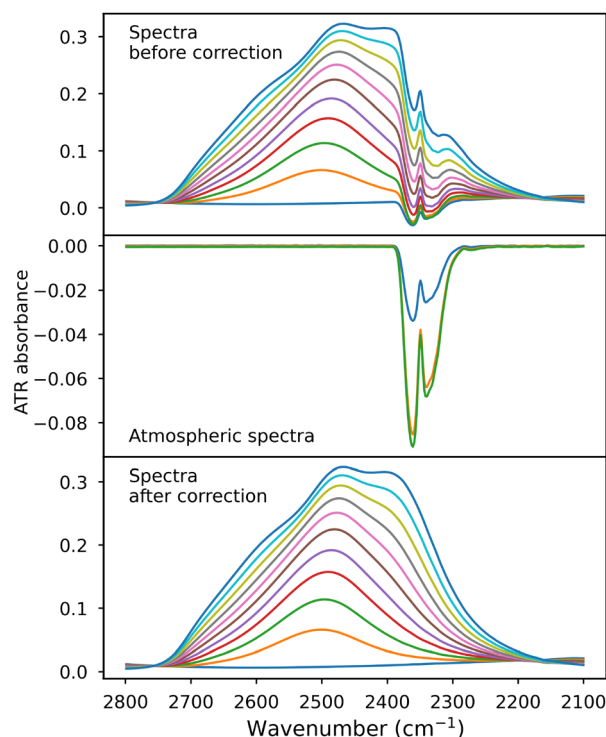 Spectra
before correction
0.3
0.2
0.1
0.0
0.00
−0.02
−0.04
−0.06
−0.08
ATR absorbance
Atmospheric spectra
Spectra
after correction
0.3
0.2
0.1
0.0
2800 2700 2600 2500 2400 2300 2200 2100
Wavenumber (cm⁻¹)